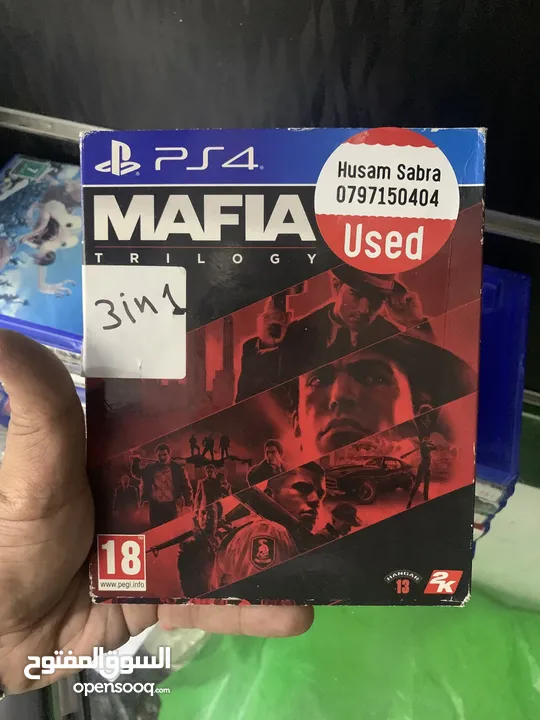 PS4
Husam Sabra
0797150404
Used
MAFIA
TRILOGY
3in1
18
www.pegi.info
HANGAR
13
2K
السوق المفتوح
opensooq.com